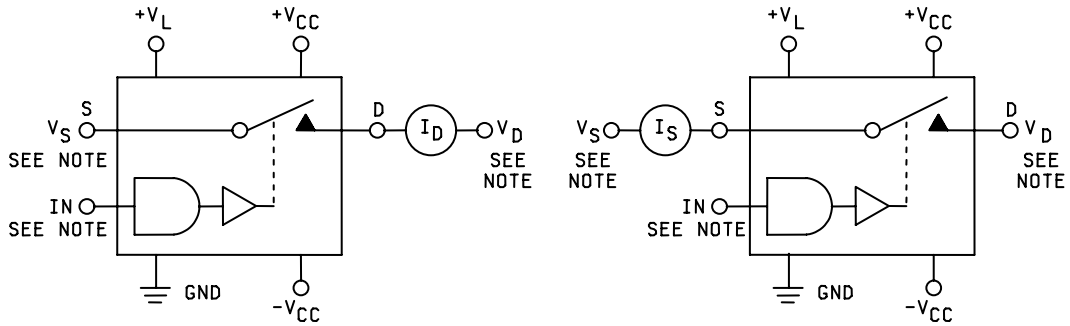 +VL +VCC +VL +VCC
S D S D
VS ID VD VS IS VD
SEE NOTE SEE NOTE SEE NOTE SEE NOTE
IN IN
SEE NOTE SEE NOTE
GND GND
-VCC -VCC